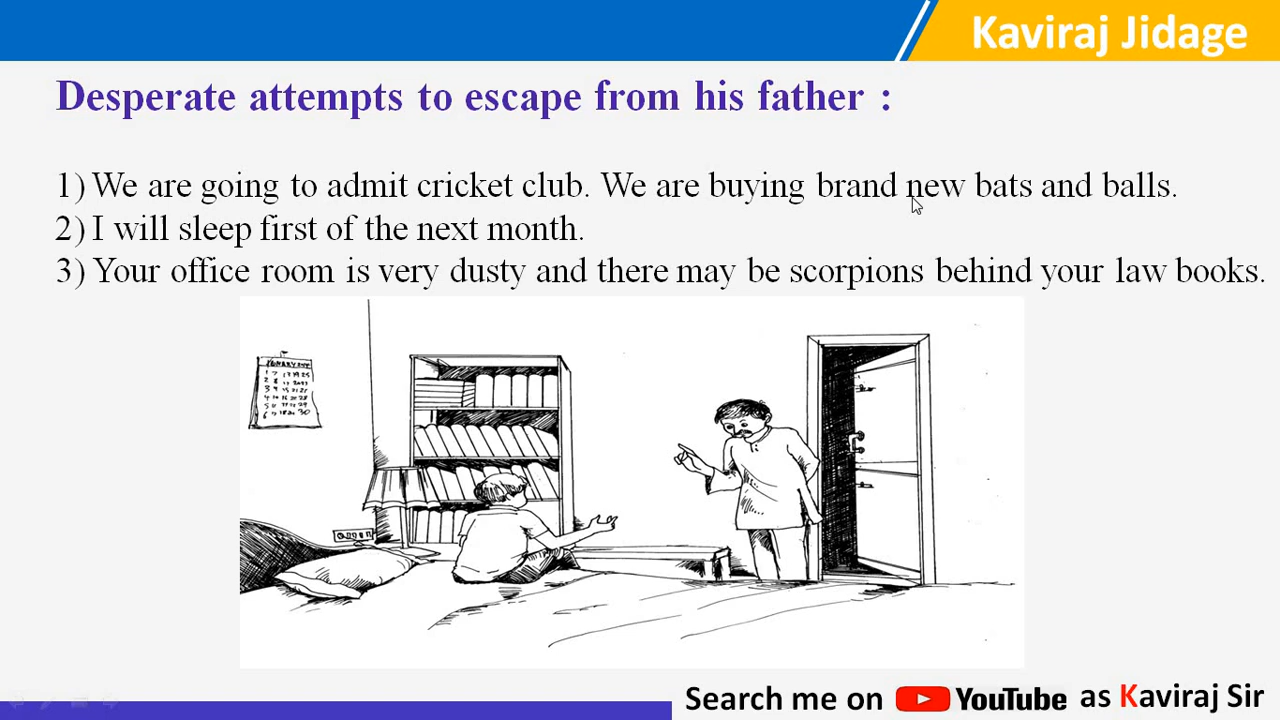 Kaviraj Jidage
Desperate attempts to escape from his father :
1) We are going to admit cricket club. We are buying brand new bats and balls.
2) I will sleep first of the next month.
3) Your office room is very dusty and there may be scorpions behind your law books.
Search me on YouTube as Kaviraj Sir